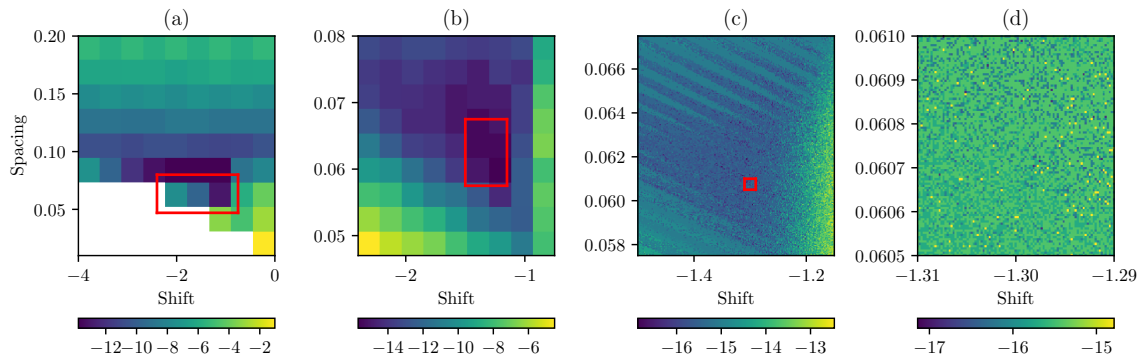 (a)
(b)
(c)
(d)
Spacing
0.20
0.15
0.10
0.05
−4
−2
0
Shift
−12 −10 −8 −6 −4 −2
0.08
0.07
0.06
0.05
−2
−1
Shift
−14 −12 −10 −8 −6
0.066
0.064
0.062
0.060
0.058
−1.4
−1.2
Shift
−16 −15 −14 −13
0.0610
0.0608
0.0607
0.0606
0.0605
−1.31
−1.30
−1.29
Shift
−17 −16 −15